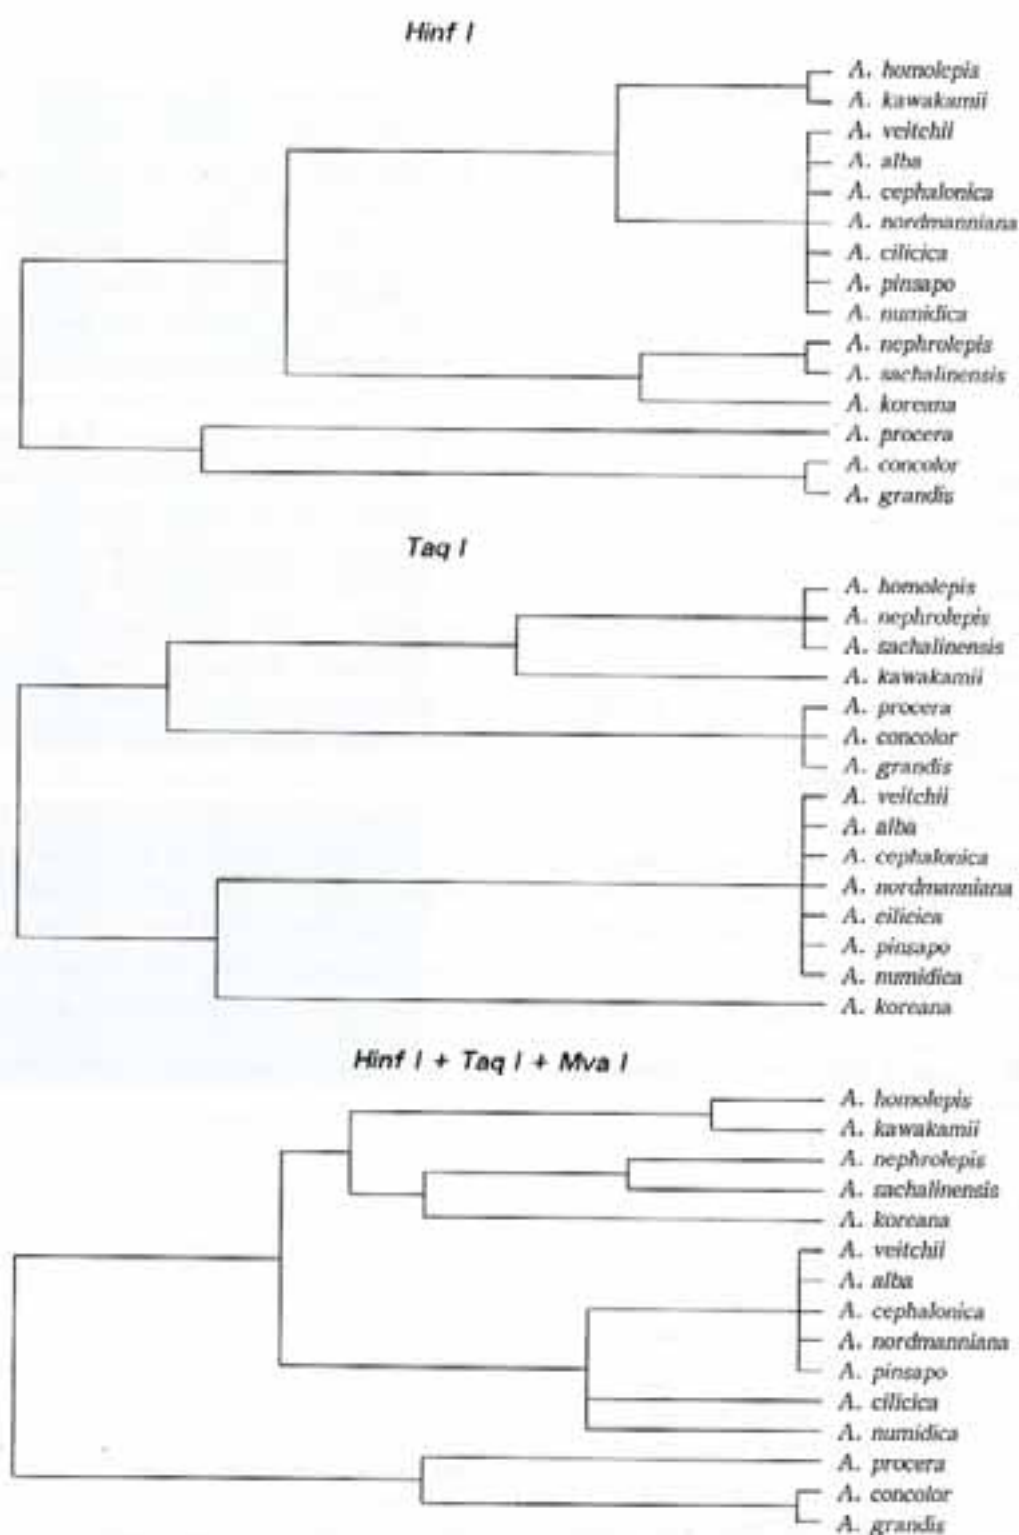 Hinf I
A. homolepis
A. kawakamii
A. veitchii
A. alba
A. cephalonica
A. nordmanniana
A. cilicica
A. pinsapo
A. numidica
A. nephrolepis
A. sachalinensis
A. koreana
A. procera
A. concolor
A. grandis
Taq I
A. homolepis
A. nephrolepis
A. sachalinensis
A. kawakamii
A. procera
A. concolor
A. grandis
A. veitchii
A. alba
A. cephalonica
A. nordmanniana
A. cilicica
A. pinsapo
A. numidica
A. koreana
Hinf I + Taq I + Mva I
A. homolepis
A. kawakamii
A. nephrolepis
A. sachalinensis
A. koreana
A. veitchii
A. alba
A. cephalonica
A. nordmanniana
A. pinsapo
A. cilicica
A. numidica
A. procera
A. concolor
A. grandis